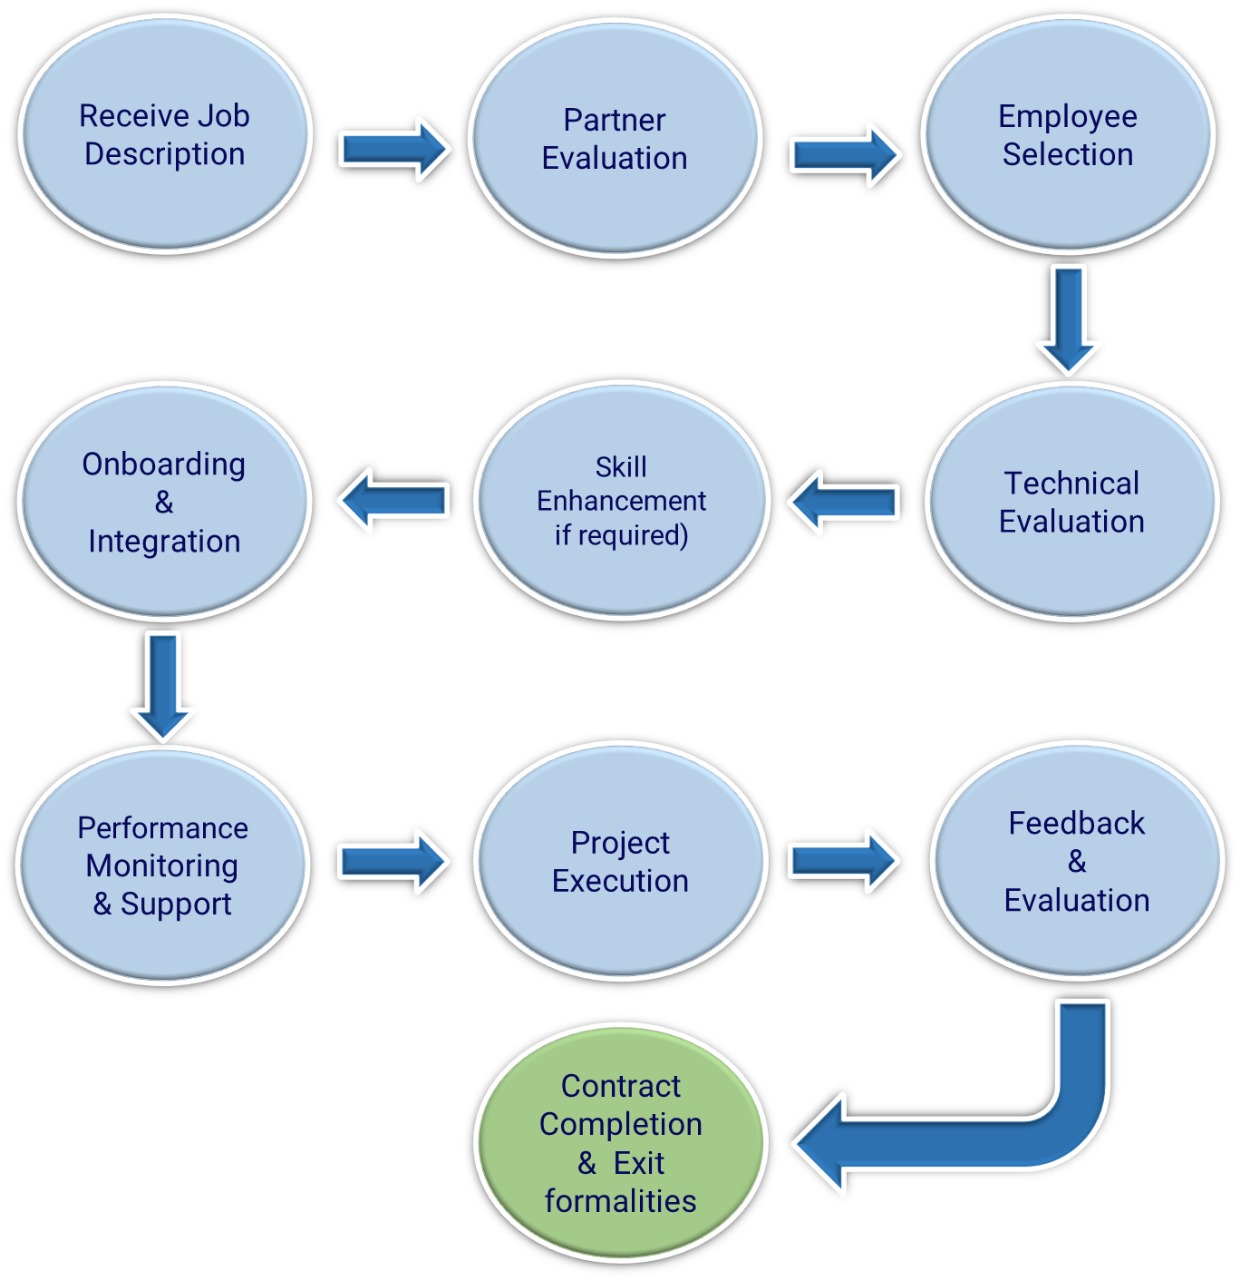 Receive Job
Description
Partner
Evaluation
Employee
Selection
Technical
Evaluation
Skill
Enhancement
if required)
Onboarding
&
Integration
Performance
Monitoring
& Support
Project
Execution
Feedback
&
Evaluation
Contract
Completion
& Exit
formalities